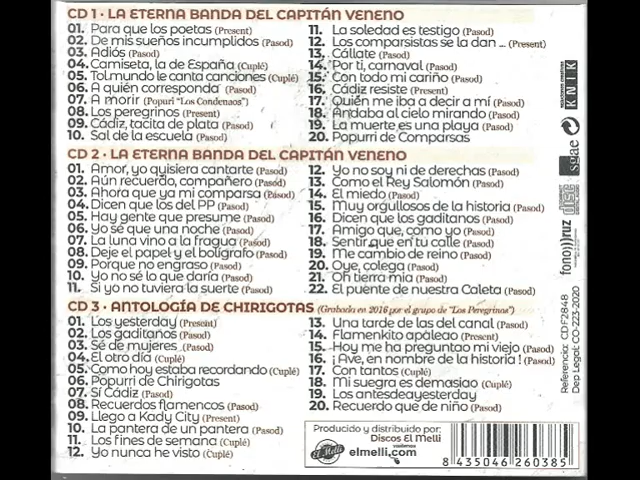 CD 1 · LA ETERNA BANDA DEL CAPITÁN VENENO
01. Para que los poetas (Present)
02. De mis sueños incumplidos (Pasod)
03. Adiós (Pasod)
04. Camiseta, la de España (Cuplé)
05. Tol mundo le canta canciones (Cuplé)
06. A quién corresponda (Pasod)
07. A morir (Popurí "Los Condenaos")
08. Los peregrinos (Present)
09. Cádiz, tacita de plata (Pasod)
10. Sal de la escuela (Pasod)
11. La soledad es testigo (Pasod)
12. Los comparsistas se la dan ... (Present)
13. Cállate (Pasod)
14. Por ti, carnaval (Pasod)
15. Con todo mi cariño (Pasod)
16. Cádiz resiste (Present)
17. Quién me iba a decir a mí (Pasod)
18. Andaba al cielo mirando (Pasod)
19. La muerte es una playa (Pasod)
20. Popurri de Comparsas
CD 2 · LA ETERNA BANDA DEL CAPITÁN VENENO
01. Amor, yo quisiera cantarte (Pasod)
02. Aún recuerdo, compañero (Pasod)
03. Ahora que ya mi comparsa (Pasod)
04. Dicen que los del PP (Pasod)
05. Hay gente que presume (Pasod)
06. Yo sé que una noche (Pasod)
07. La luna vino a la fragua (Pasod)
08. Deje el papel y el bolígrafo (Pasod)
09. Porque no engraso (Pasod)
10. Yo no sé lo que daría (Pasod)
11. Si yo no tuviera la suerte (Pasod)
12. Yo no soy ni de derechas (Pasod)
13. Como el Rey Salomón (Pasod)
14. El miedo (Pasod)
15. Muy orgullosos de la historia (Pasod)
16. Dicen que los gaditanos (Pasod)
17. Amigo que, como yo (Pasod)
18. Sentir que en tu calle (Pasod)
19. Me cambio de reino (Pasod)
20. Oye, colega (Pasod)
21. Oh tierra mía (Pasod)
22. El puente de nuestra Caleta (Pasod)
CD 3 · ANTOLOGÍA DE CHIRIGOTAS (Grabada en 2016 por el grupo de "Los Peregrinos")
01. Los yesterday (Present)
02. Los gaditanos (Pasod)
03. Sé de mujeres (Pasod)
04. El otro día (Cuplé)
05. Como hoy estaba recordando (Cuplé)
06. Popurri de Chirigotas
07. Sí Cádiz (Pasod)
08. Recuerdos flamencos (Pasod)
09. Llego a Kady City (Present)
10. La pantera de un pantera (Pasod)
11. Los fines de semana (Cuplé)
12. Yo nunca he visto (Cuplé)
13. Una tarde de las del canal (Pasod)
14. Flamenkito apaleao (Present)
15. Hoy me ha preguntao mi viejo (Pasod)
16. ¡Ave, en nombre de la historia! (Pasod)
17. Con tantos (Cuplé)
18. Mi suegra es demasiao (Cuplé)
19. Los antesdeayesterday
20. Recuerdo que de niño (Pasod)
KNIK
sgae
disc
fono)))ruz
Referencia: CDF2848
Dep Legal: CO-223-2020
Producido y distribuido por:
Discos El Melli
El Melli
elmelli.com
8 435046 260385